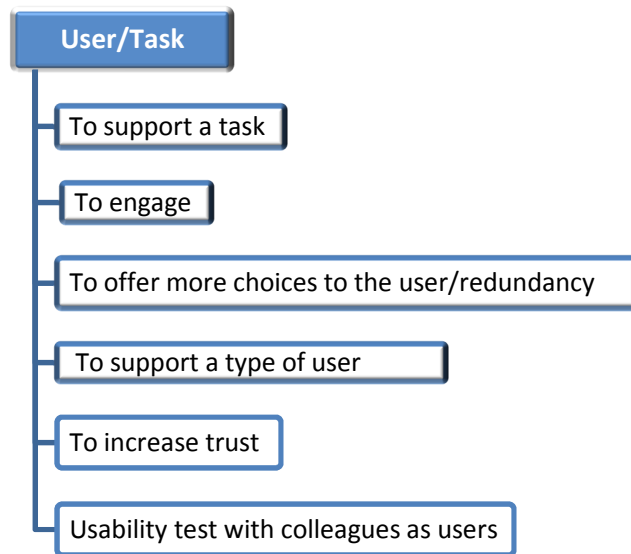 User/Task
To support a task
To engage
To offer more choices to the user/redundancy
To support a type of user
To increase trust
Usability test with colleagues as users